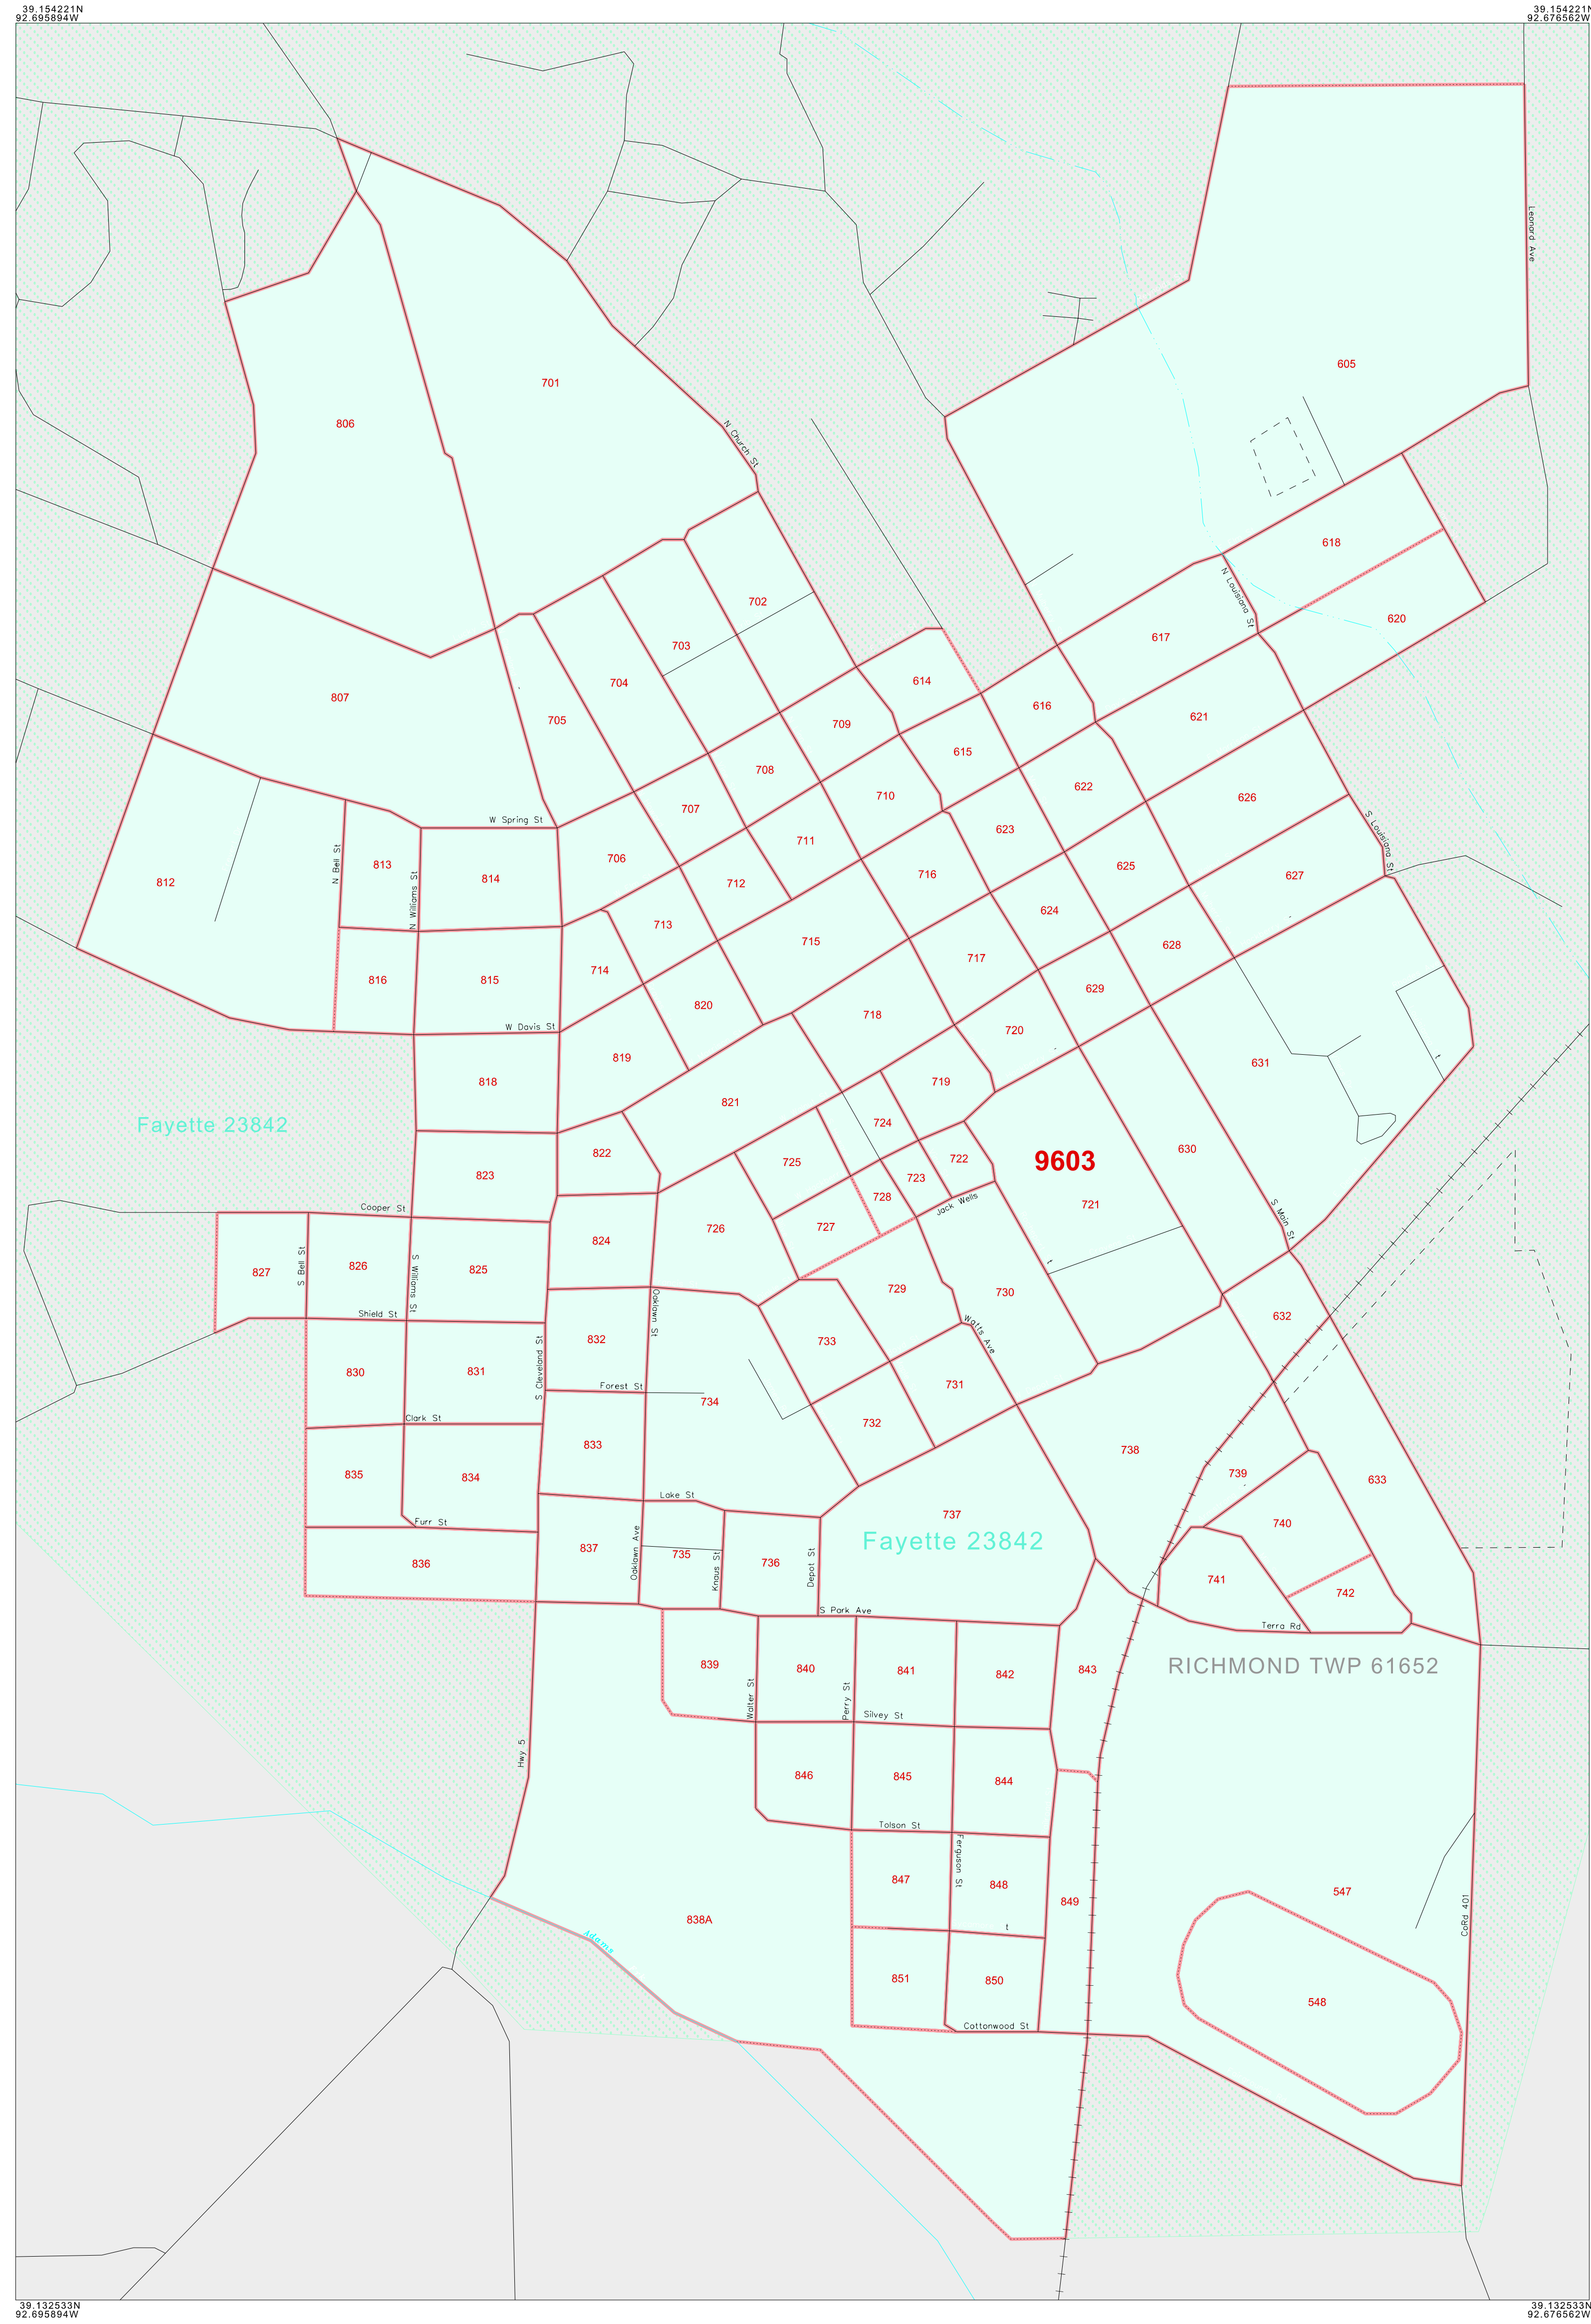 39.154221N
92.695894W
39.154221N
92.676562W
Leonard Ave
605
701
806
N Church St
618
N Louisiana St
702
620
617
703
614
704
807
616
709
621
705
615
708
622
710
626
707
W Spring St
623
S Louisiana St
711
706
625
N Bell St
813
814
716
627
812
712
N Williams St
624
713
715
628
717
714
816
815
629
820
718
W Davis St
720
819
631
818
719
821
Fayette 23842
724
630
822
725
9603
722
823
723
728
Jack Wells
721
Cooper St
S Main St
726
727
824
S Bell St
827
826
825
S Williams St
729
730
Oaklawn St
Shield St
632
Watts Ave
733
832
S Cleveland St
830
831
731
Forest St
734
Clark St
732
738
833
835
834
739
633
Lake St
737
Furr St
740
Fayette 23842
837
Oaklawn Ave
735
Knaus St
736
Depot St
836
741
742
S Park Ave
Terra Rd
839
Walter St
840
Perry St
841
842
843
RICHMOND TWP 61652
Silvey St
Hwy 5
846
845
844
Tolson St
Ferguson St
847
848
849
547
CoRd 401
838A
t
Adams
851
850
548
Cottonwood St
39.132533N
92.695894W
39.132533N
92.676562W